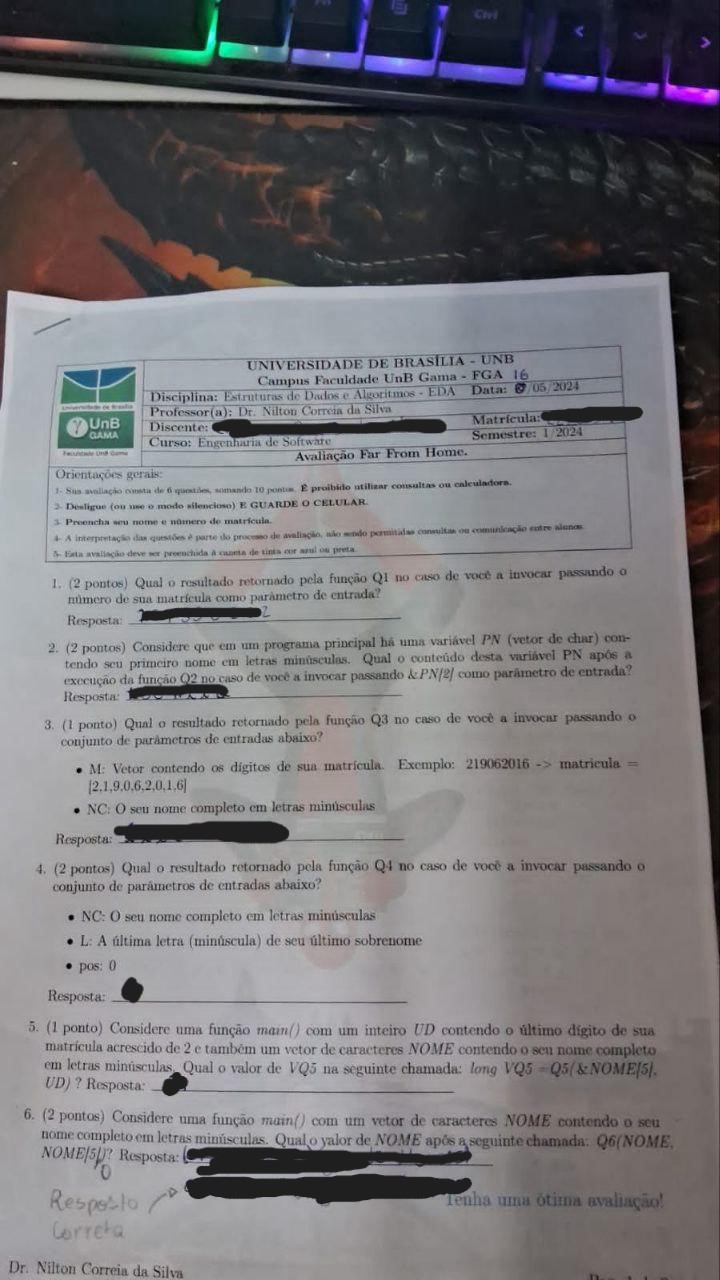 Ctrl
UNIVERSIDADE DE BRASÍLIA - UNB
Campus Faculdade UnB Gama - FGA 16
Disciplina: Estruturas de Dados e Algoritmos - EDA Data: /05/2024
Professor(a): Dr. Nilton Correia da Silva
Discente: Matrícula:
Curso: Engenharia de Software Semestre: 1/2024
Avaliação Far From Home.
Universidade de Brasília
UnB
GAMA
Faculdade UnB Gama
Orientações gerais:
1- Sua avaliação consta de 6 questões, somando 10 pontos. É proibido utilizar consultas ou calculadora.
2- Desligue (ou use o modo silencioso) E GUARDE O CELULAR.
3- Preencha seu nome e número de matrícula.
4- A interpretação das questões é parte do processo de avaliação, não sendo permitidas consultas ou comunicação entre alunos.
5- Esta avaliação deve ser preenchida à caneta de tinta cor azul ou preta.
1. (2 pontos) Qual o resultado retornado pela função Q1 no caso de você a invocar passando o
número de sua matrícula como parâmetro de entrada?
Resposta:
2. (2 pontos) Considere que em um programa principal há uma variável PN (vetor de char) con-
tendo seu primeiro nome em letras minúsculas. Qual o conteúdo desta variável PN após a
execução da função Q2 no caso de você a invocar passando &PN[2] como parâmetro de entrada?
Resposta:
3. (1 ponto) Qual o resultado retornado pela função Q3 no caso de você a invocar passando o
conjunto de parâmetros de entradas abaixo?
• M: Vetor contendo os dígitos de sua matrícula. Exemplo: 219062016 -> matricula =
[2,1,9,0,6,2,0,1,6]
• NC: O seu nome completo em letras minúsculas
Resposta:
4. (2 pontos) Qual o resultado retornado pela função Q4 no caso de você a invocar passando o
conjunto de parâmetros de entradas abaixo?
• NC: O seu nome completo em letras minúsculas
• L: A última letra (minúscula) de seu último sobrenome
• pos: 0
Resposta:
5. (1 ponto) Considere uma função main() com um inteiro UD contendo o último dígito de sua
matrícula acrescido de 2 e também um vetor de caracteres NOME contendo o seu nome completo
em letras minúsculas. Qual o valor de VQ5 na seguinte chamada: long VQ5 =Q5(&NOME[5],
UD) ? Resposta:
6. (2 pontos) Considere uma função main() com um vetor de caracteres NOME contendo o seu
nome completo em letras minúsculas. Qual o valor de NOME após a seguinte chamada: Q6(NOME,
NOME[5])? Resposta:
0
Resposta
Correta
Tenha uma ótima avaliação!
Dr. Nilton Correia da Silva